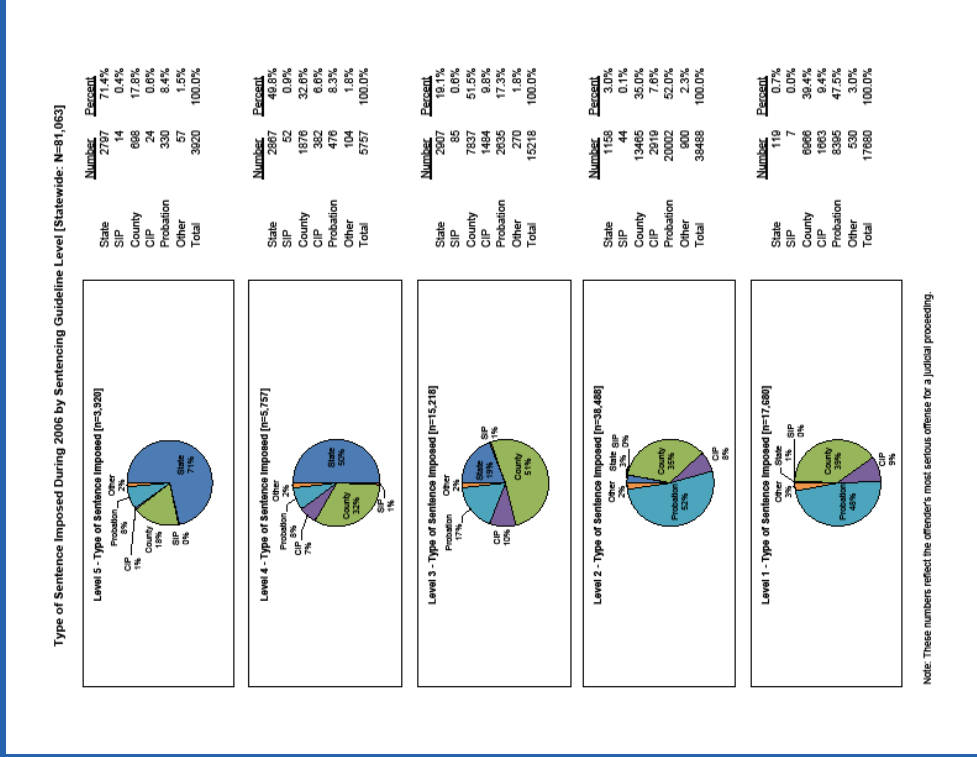 Type of Sentence Imposed During 2006 by Sentencing Guideline Level [Statewide: N=81,063]
Level 5 - Type of Sentence Imposed [n=3,920]
Other
2%
Probation
8%
CIP
1%
County
18%
SIP
0%
State
71%
Number Percent
State 2797 71.4%
SIP 14 0.4%
County 698 17.8%
CIP 24 0.6%
Probation 330 8.4%
Other 57 1.5%
Total 3920 100.0%
Level 4 - Type of Sentence Imposed [n=5,757]
Other
2%
Probation
8%
CIP
7%
County
32%
SIP
1%
State
50%
Number Percent
State 2867 49.8%
SIP 52 0.9%
County 1876 32.6%
CIP 382 6.6%
Probation 476 8.3%
Other 104 1.8%
Total 5757 100.0%
Level 3 - Type of Sentence Imposed [n=15,218]
Other
2%
Probation
17%
CIP
10%
State
19%
SIP
1%
County
51%
Number Percent
State 2907 19.1%
SIP 85 0.6%
County 7837 51.5%
CIP 1484 9.8%
Probation 2635 17.3%
Other 270 1.8%
Total 15218 100.0%
Level 2 - Type of Sentence Imposed [n=38,488]
Other
2%
State
3%
SIP
0%
County
35%
Probation
52%
CIP
8%
Number Percent
State 1158 3.0%
SIP 44 0.1%
County 13465 35.0%
CIP 2919 7.6%
Probation 20002 52.0%
Other 900 2.3%
Total 38488 100.0%
Level 1 - Type of Sentence Imposed [n=17,680]
Other
3%
State
1%
SIP
0%
County
39%
Probation
48%
CIP
9%
Number Percent
State 119 0.7%
SIP 7 0.0%
County 6966 39.4%
CIP 1663 9.4%
Probation 8395 47.5%
Other 530 3.0%
Total 17680 100.0%
Note: These numbers reflect the offender's most serious offense for a judicial proceeding.